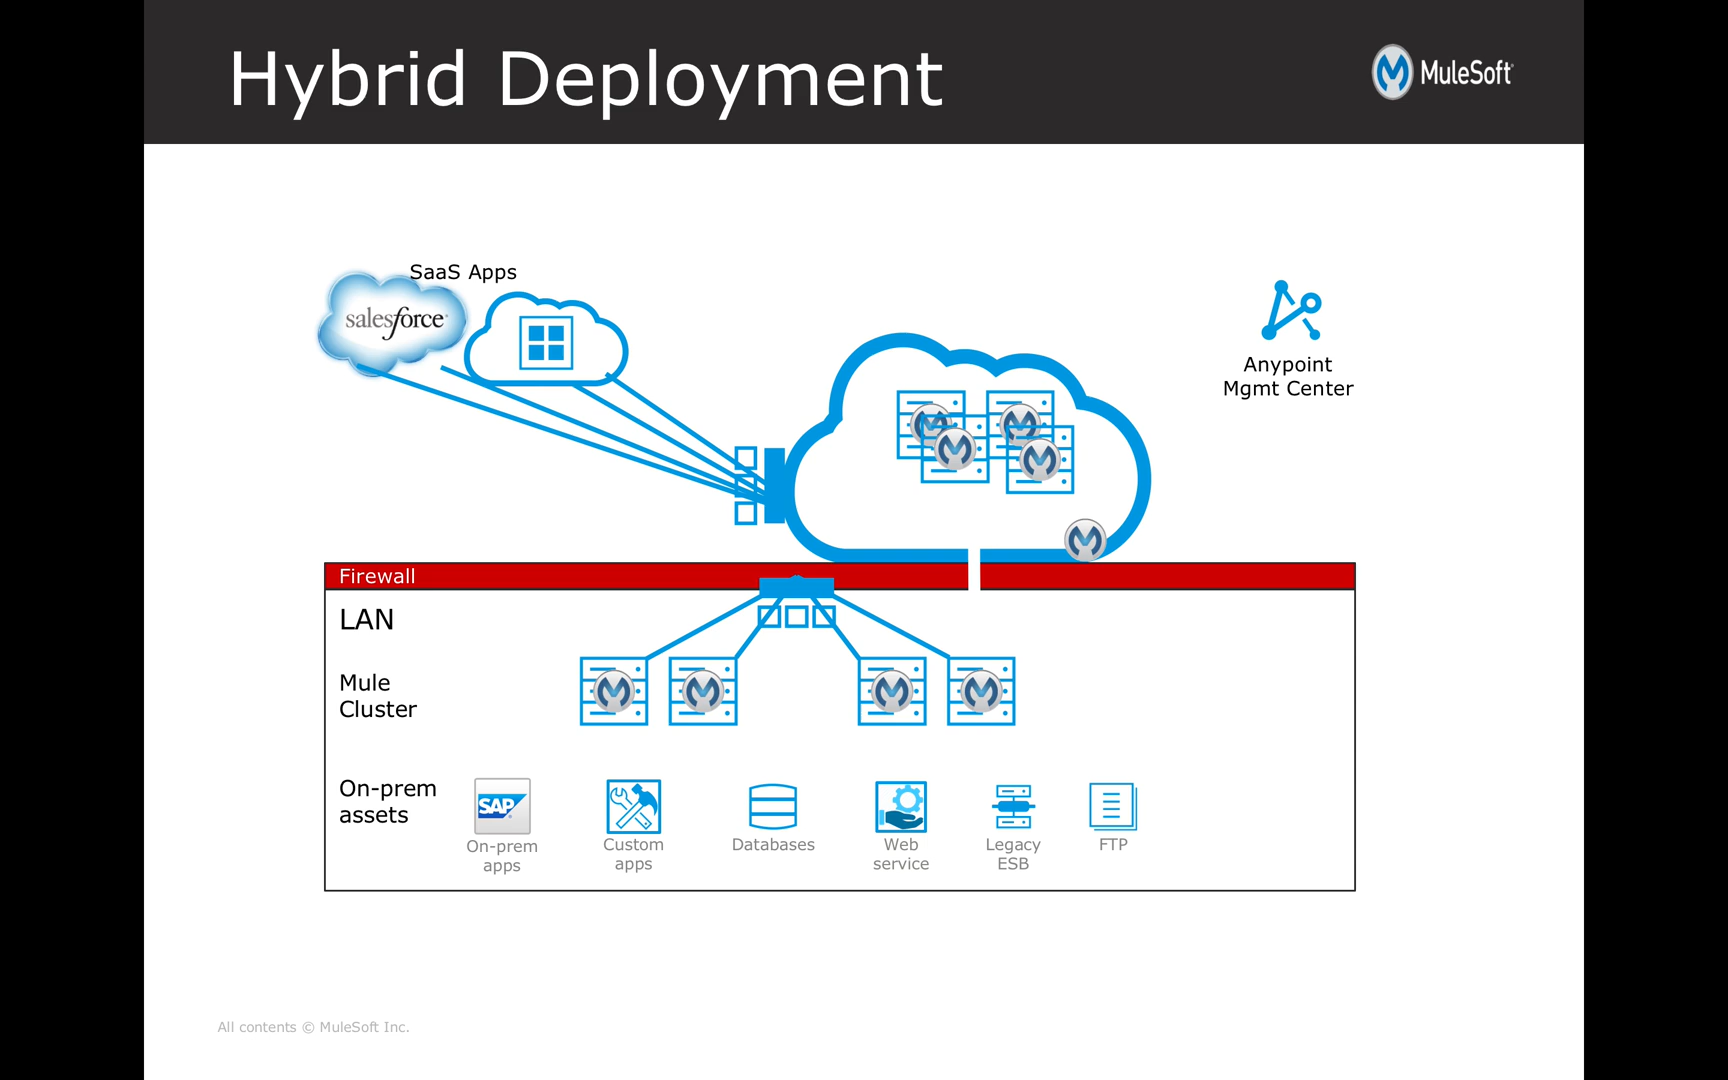 Hybrid Deployment
MuleSoft
SaaS Apps
salesforce
Anypoint
Mgmt Center
Firewall
LAN
Mule
Cluster
On-prem
assets
SAP
On-prem
apps
Custom
apps
Databases
Web
service
Legacy
ESB
FTP
All contents © MuleSoft Inc.